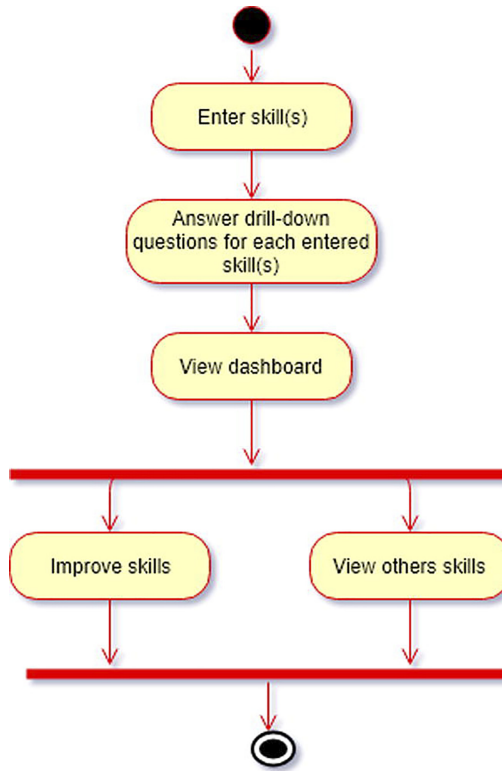 Enter skill(s)
Answer drill-down
questions for each entered
skill(s)
View dashboard
Improve skills
View others skills